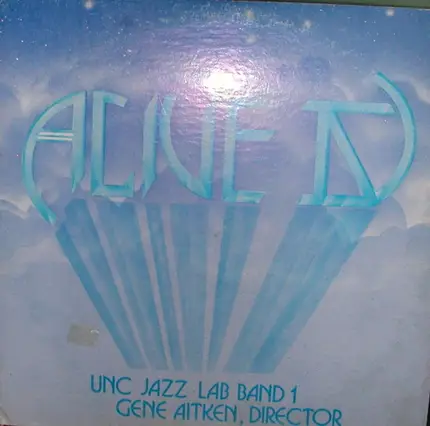 ALIVE IV
UNC JAZZ LAB BAND 1
GENE AITKEN, DIRECTOR